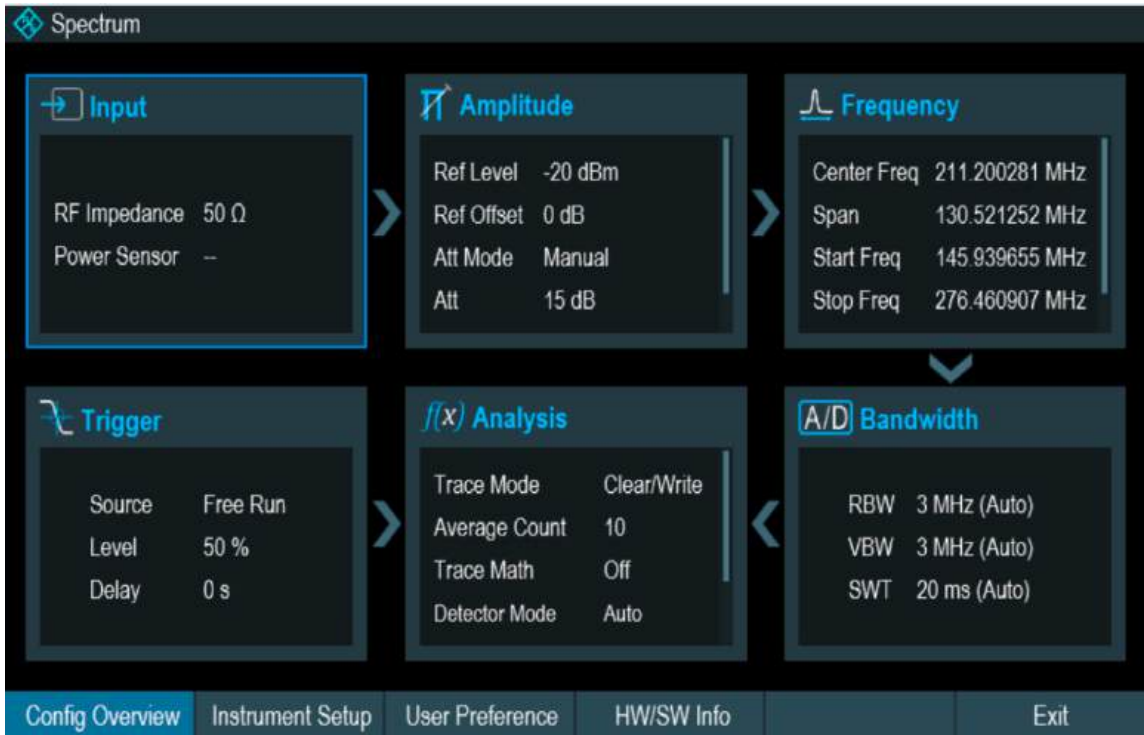 Spectrum
Input
RF Impedance 50 Ω
Power Sensor --
Amplitude
Ref Level -20 dBm
Ref Offset 0 dB
Att Mode Manual
Att 15 dB
Frequency
Center Freq 211.200281 MHz
Span 130.521252 MHz
Start Freq 145.939655 MHz
Stop Freq 276.460907 MHz
Trigger
Source Free Run
Level 50 %
Delay 0 s
f(x) Analysis
Trace Mode Clear/Write
Average Count 10
Trace Math Off
Detector Mode Auto
A/D Bandwidth
RBW 3 MHz (Auto)
VBW 3 MHz (Auto)
SWT 20 ms (Auto)
Config Overview Instrument Setup User Preference HW/SW Info Exit